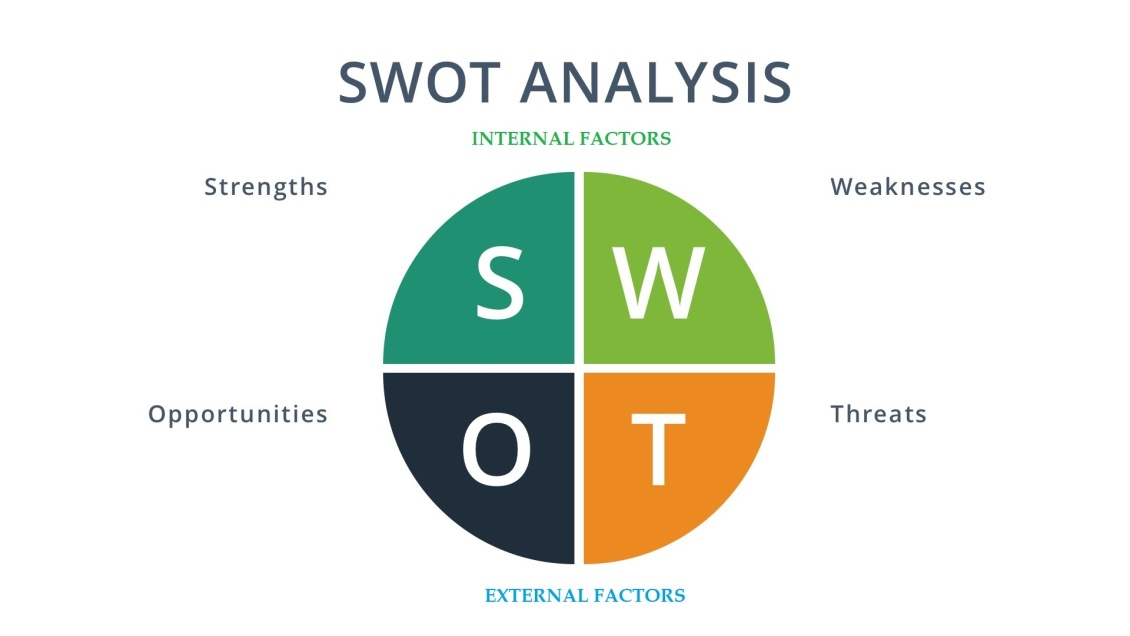 SWOT ANALYSIS
INTERNAL FACTORS
Strengths
Weaknesses
S
W
Opportunities
Threats
O
T
EXTERNAL FACTORS